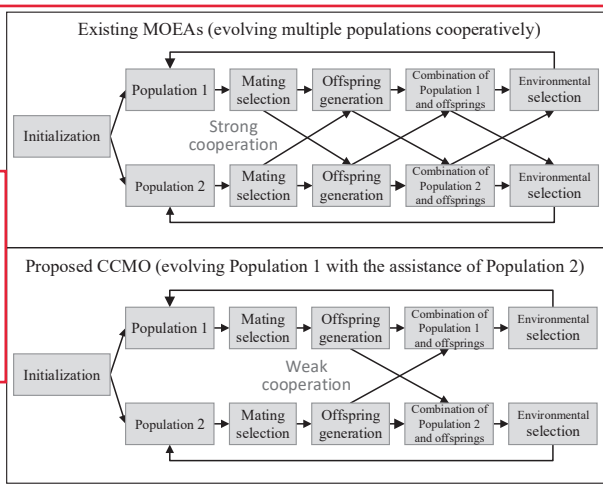 Existing MOEAs (evolving multiple populations cooperatively)
Population 1
Mating
selection
Offspring
generation
Combination of
Population 1
and offsprings
Environmental
selection
Initialization
Strong
cooperation
Population 2
Mating
selection
Offspring
generation
Combination of
Population 2
and offsprings
Environmental
selection
Proposed CCMO (evolving Population 1 with the assistance of Population 2)
Population 1
Mating
selection
Offspring
generation
Combination of
Population 1
and offsprings
Environmental
selection
Initialization
Weak
cooperation
Population 2
Mating
selection
Offspring
generation
Combination of
Population 2
and offsprings
Environmental
selection